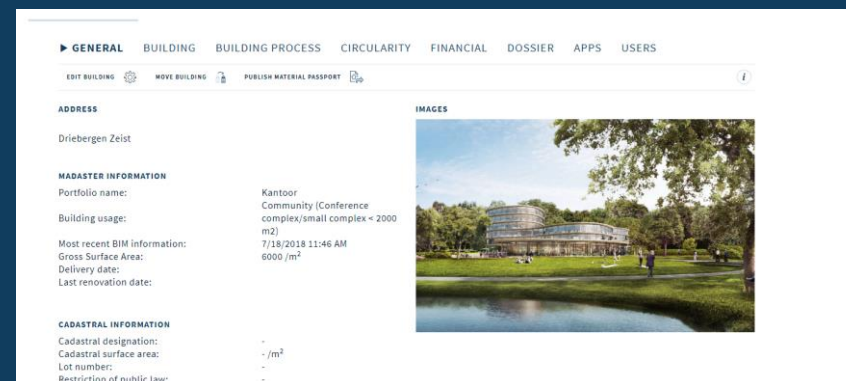 ▶ GENERAL BUILDING BUILDING PROCESS CIRCULARITY FINANCIAL DOSSIER APPS USERS
EDIT BUILDING MOVE BUILDING PUBLISH MATERIAL PASSPORT i
ADDRESS
Driebergen Zeist
MADASTER INFORMATION
Portfolio name: Kantoor
Building usage: Community (Conference
complex/small complex < 2000
m2)
Most recent BIM information: 7/18/2018 11:46 AM
Gross Surface Area: 6000 /m²
Delivery date:
Last renovation date:
CADASTRAL INFORMATION
Cadastral designation: -
Cadastral surface area: - /m²
Lot number: -
Restriction of public law: -
IMAGES